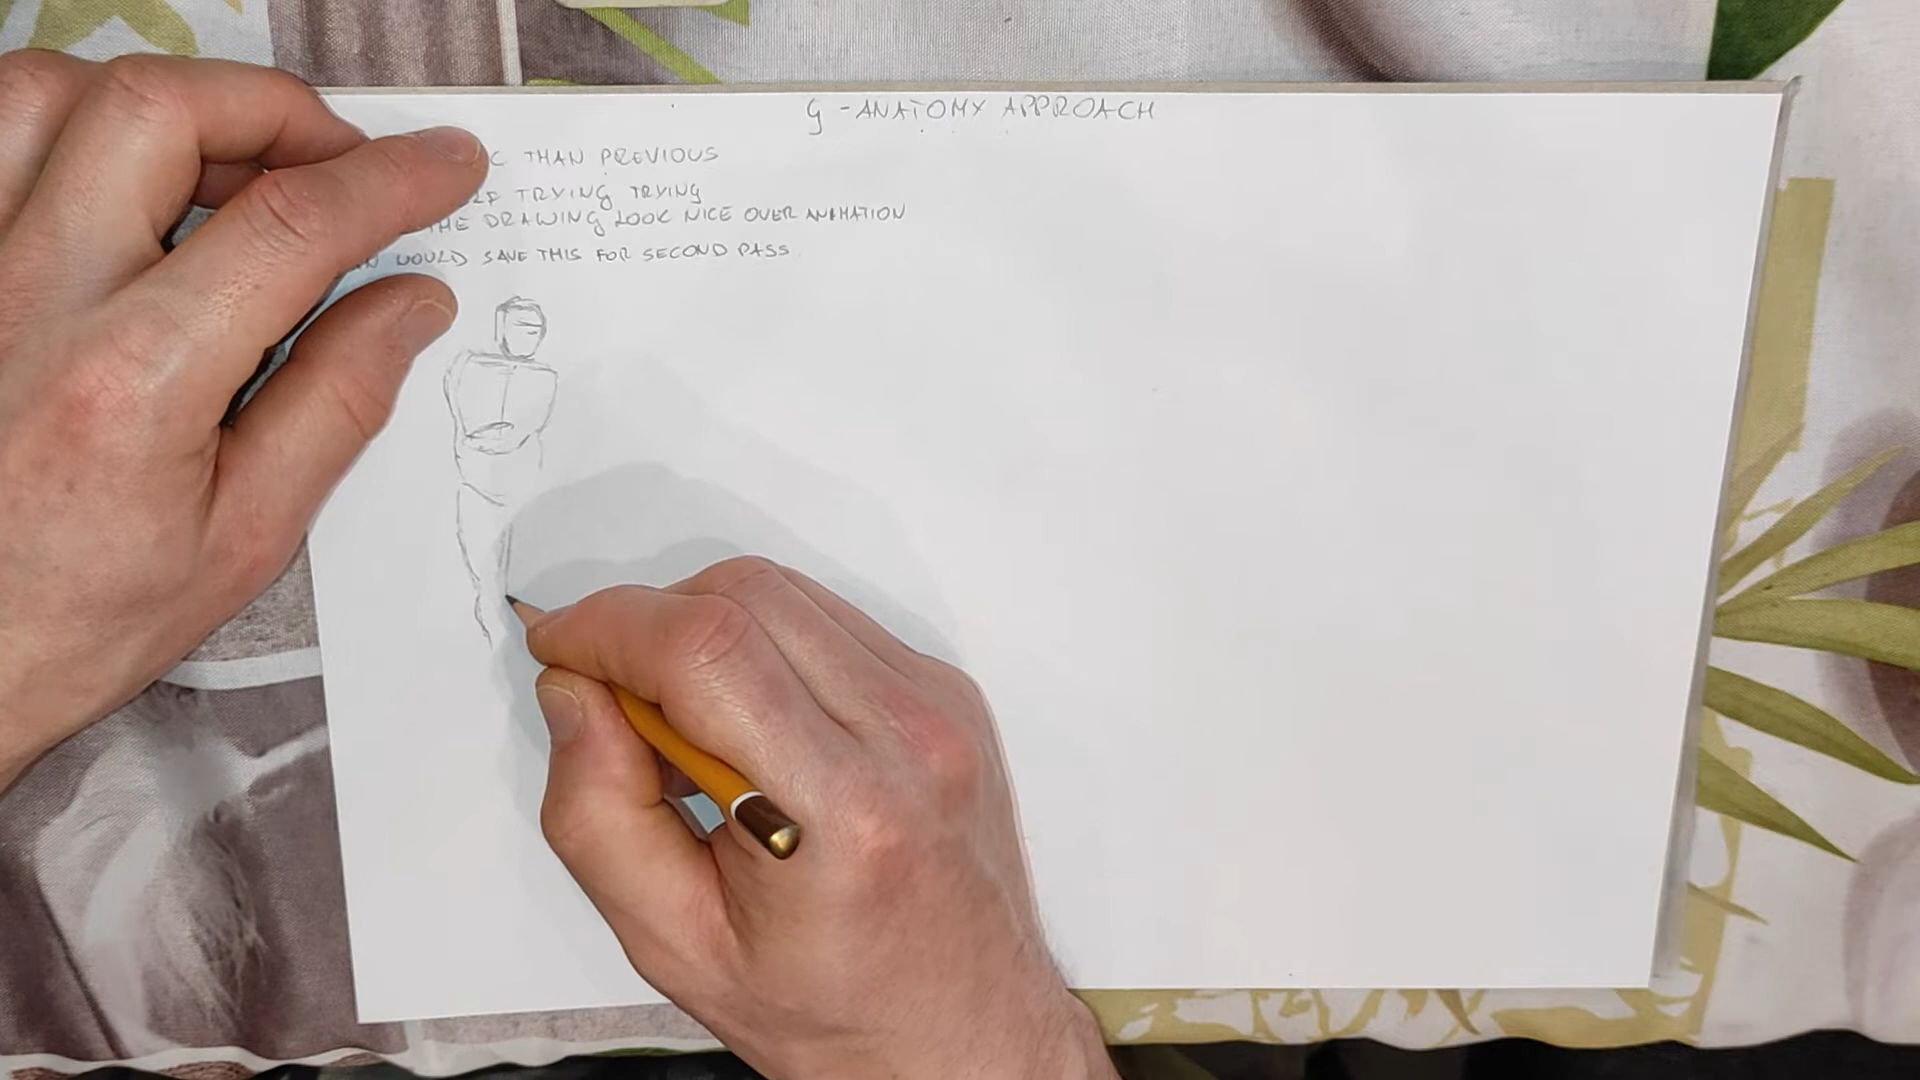 G - ANATOMY APPROACH
C THAN PREVIOUS
TRYING TRYING
THE DRAWING LOOK NICE OVER ANIMATION
WOULD SAVE THIS FOR SECOND PASS